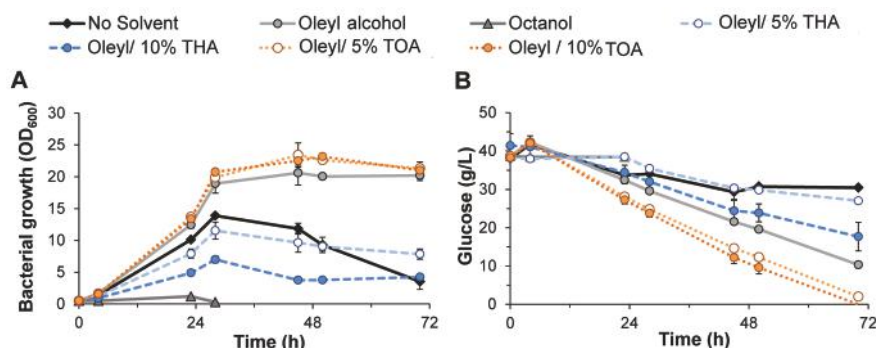 No Solvent Oleyl alcohol Octanol Oleyl/ 5% THA
Oleyl/ 10% THA Oleyl/ 5% TOA Oleyl / 10% TOA
A B
30
25
20
15
10
5
0
Bacterial growth (OD600)
0 24 48 72
Time (h)
50
40
30
20
10
0
Glucose (g/L)
0 24 48 72
Time (h)